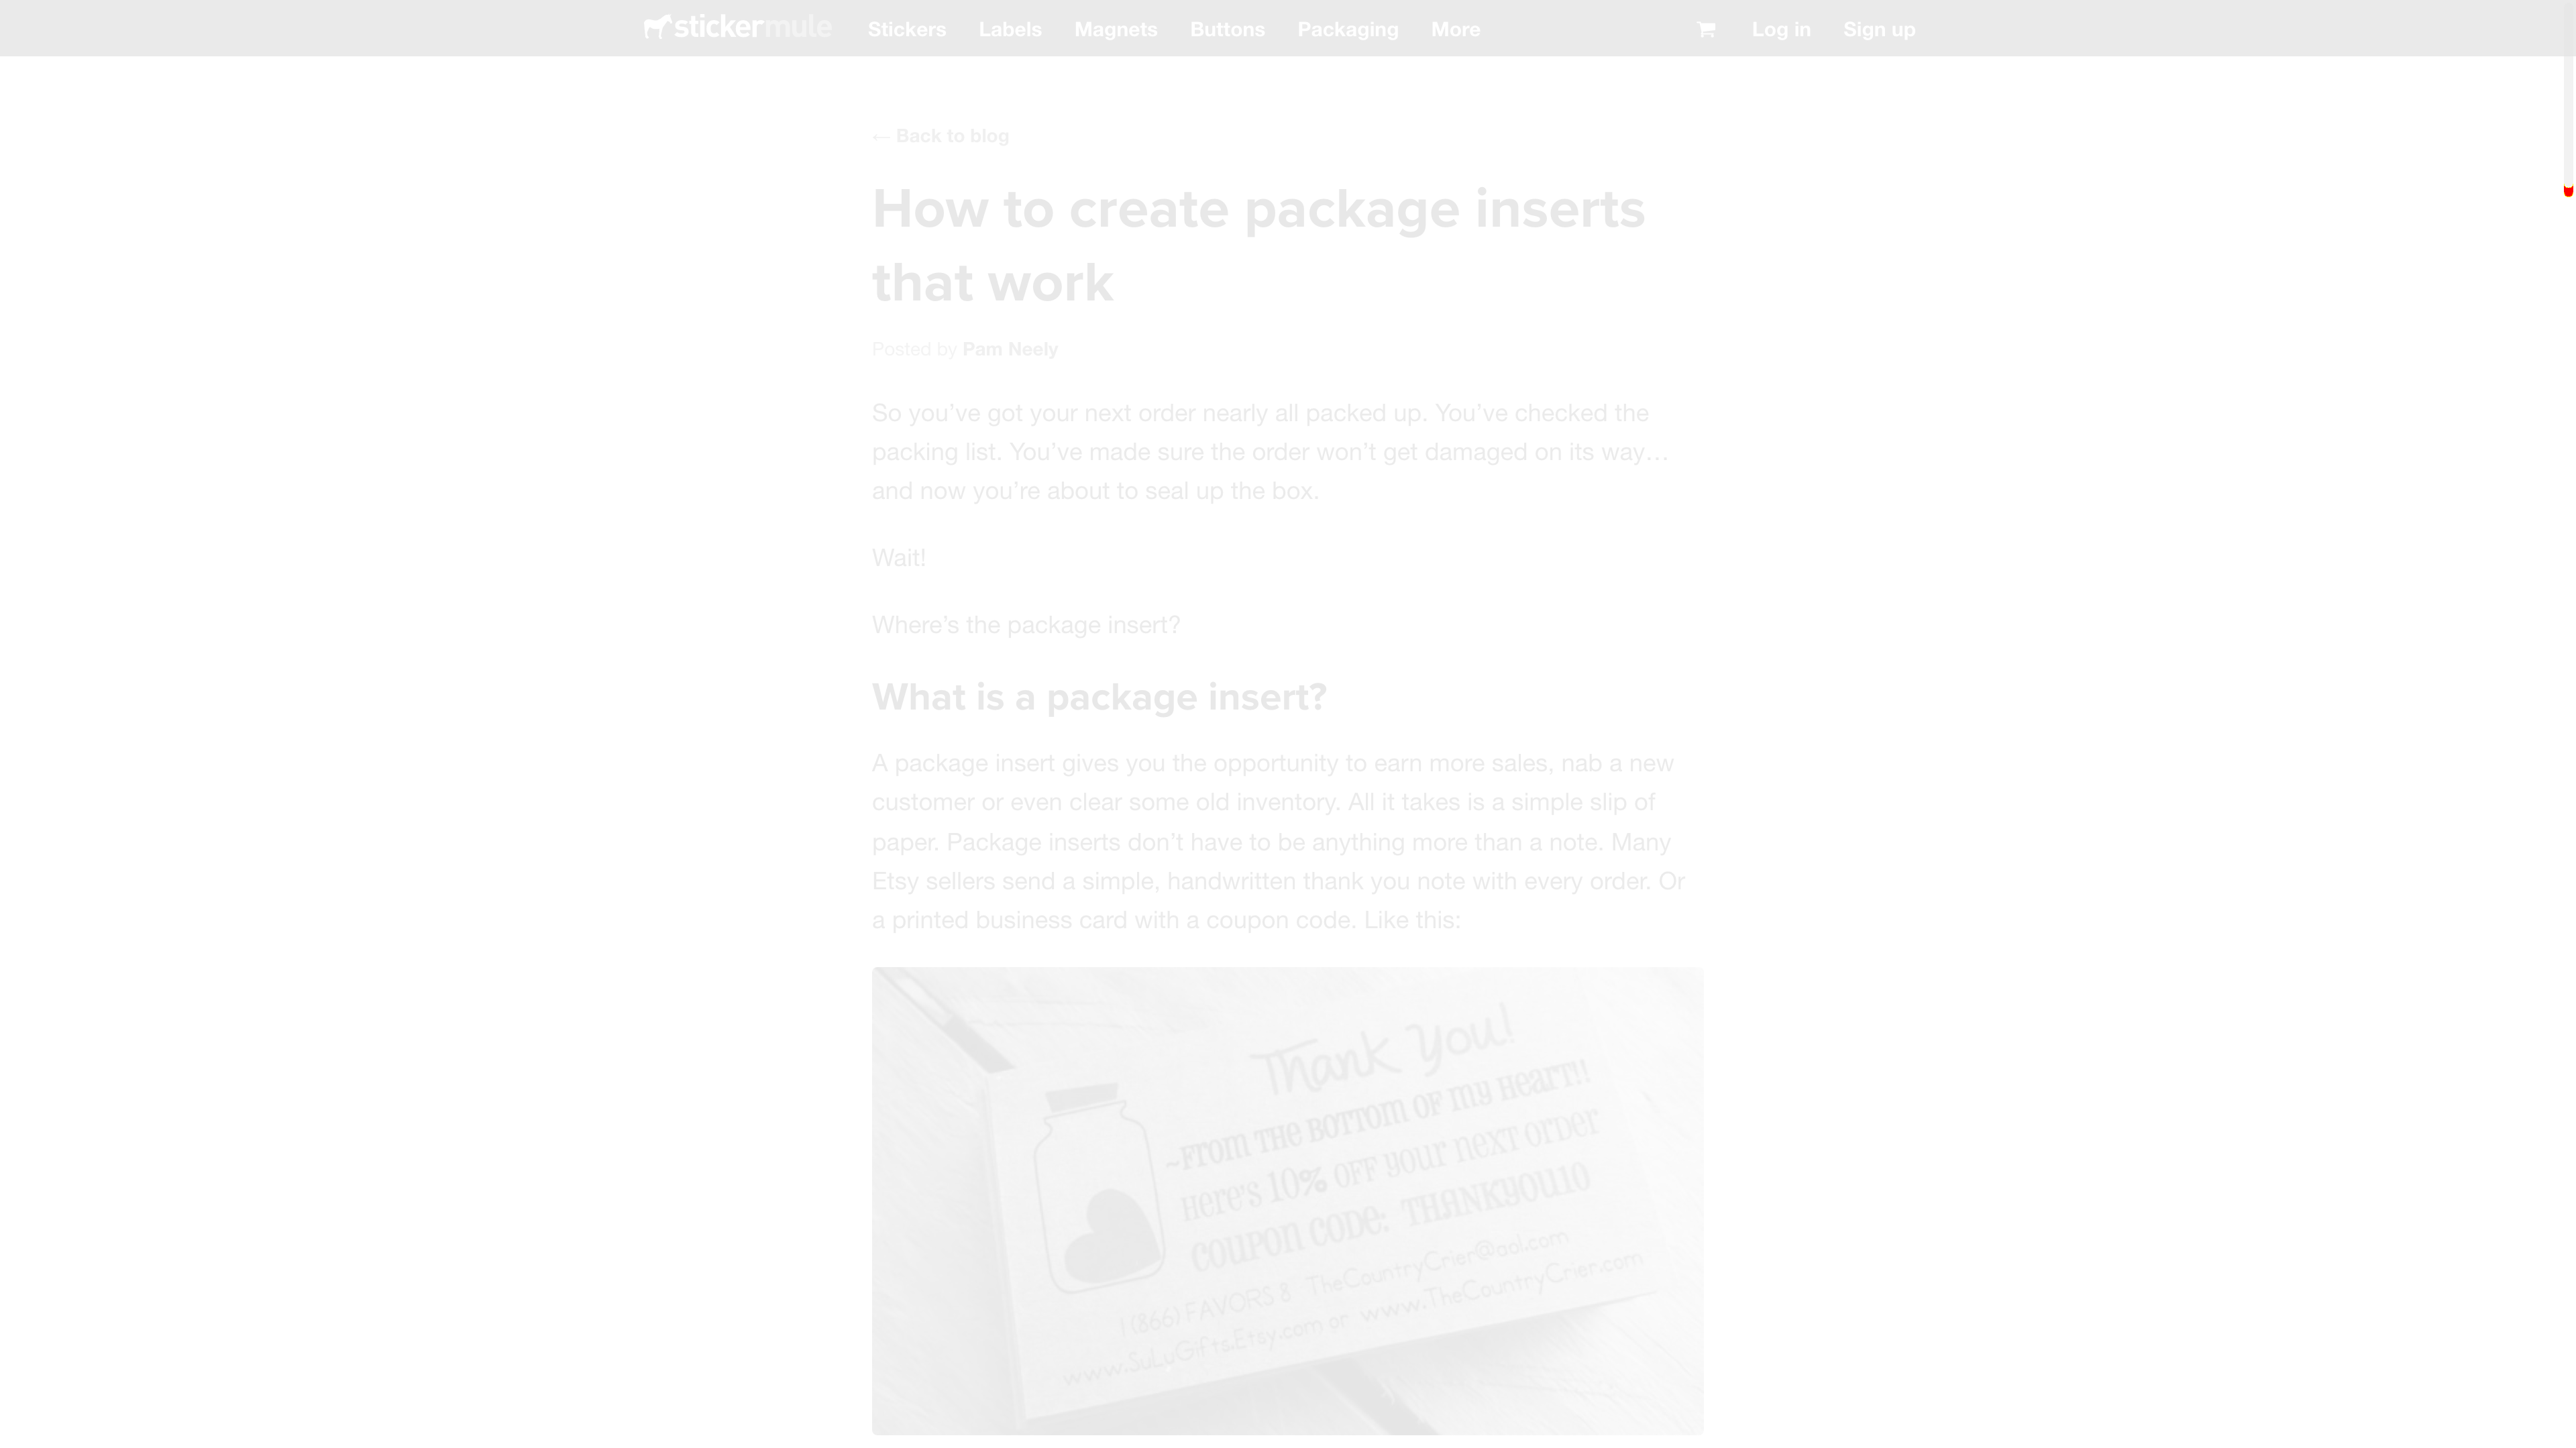 stickermule Stickers Labels Magnets Buttons Packaging More Log in Sign up
← Back to blog
How to create package inserts
that work
Posted by Pam Neely
So you’ve got your next order nearly all packed up. You’ve checked the
packing list. You’ve made sure the order won’t get damaged on its way…
and now you’re about to seal up the box.
Wait!
Where’s the package insert?
What is a package insert?
A package insert gives you the opportunity to earn more sales, nab a new
customer or even clear some old inventory. All it takes is a simple slip of
paper. Package inserts don’t have to be anything more than a note. Many
Etsy sellers send a simple, handwritten thank you note with every order. Or
a printed business card with a coupon code. Like this:
Thank You!
~From the Bottom of my Heart!!
Here's 10% off your next order
Coupon Code: THANKYOU10
1 (866) FAVORS 8 TheCountryCrier@aol.com
www.SuLuGifts.Etsy.com or www.TheCountryCrier.com